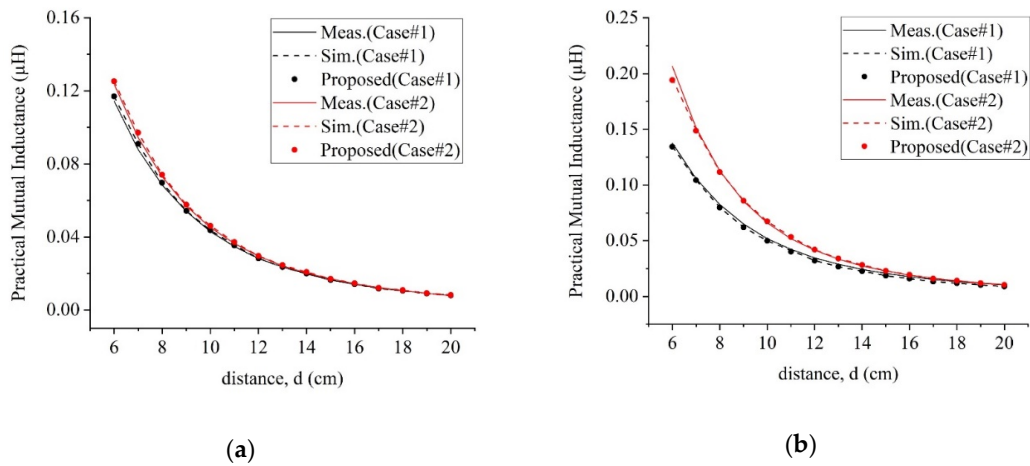 Practical Mutual Inductance (μH)
0.16
0.12
0.08
0.04
0.00
Meas.(Case#1)
Sim.(Case#1)
Proposed(Case#1)
Meas.(Case#2)
Sim.(Case#2)
Proposed(Case#2)
6 8 10 12 14 16 18 20
distance, d (cm)
(a)
Practical Mutual Inductance (μH)
0.25
0.20
0.15
0.10
0.05
0.00
Meas.(Case#1)
Sim.(Case#1)
Proposed(Case#1)
Meas.(Case#2)
Sim.(Case#2)
Proposed(Case#2)
6 8 10 12 14 16 18 20
distance, d (cm)
(b)